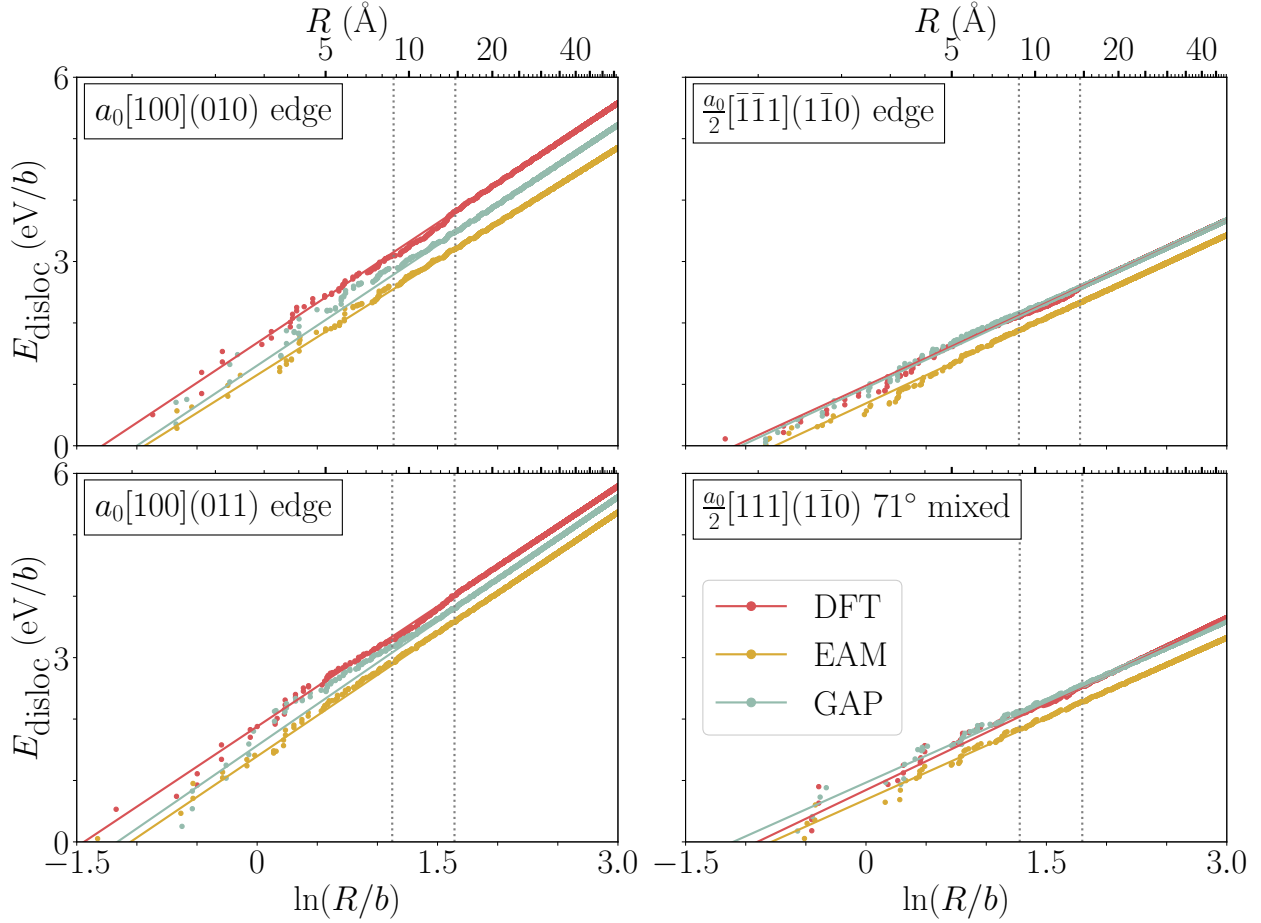 R (Å)
5 10 20 40
R (Å)
5 10 20 40
6
a₀[100](010) edge
a₀/2[1̄1̄1](11̄0) edge
E_disloc (eV/b)
3
0
6
a₀[100](011) edge
a₀/2[111](11̄0) 71° mixed
E_disloc (eV/b)
3
DFT
EAM
GAP
0
−1.5 0 1.5 3.0
−1.5 0 1.5 3.0
ln(R/b)
ln(R/b)